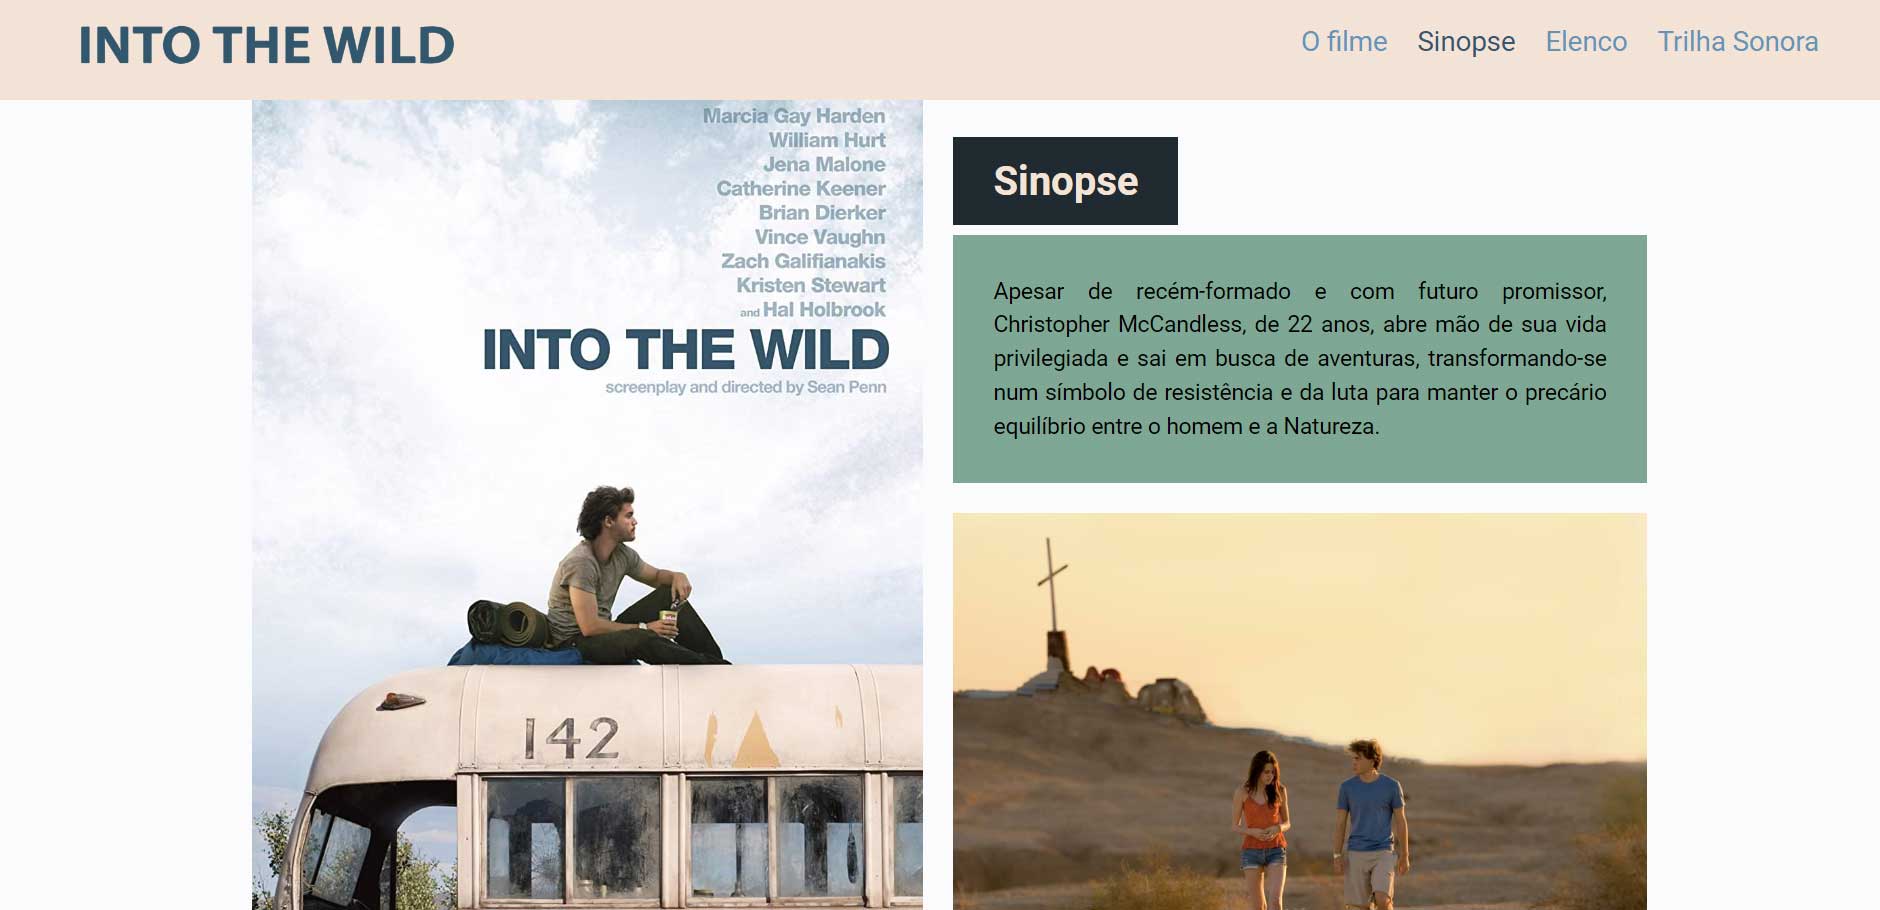 INTO THE WILD
O filme Sinopse Elenco Trilha Sonora
Marcia Gay Harden
William Hurt
Jena Malone
Catherine Keener
Brian Dierker
Vince Vaughn
Zach Galifianakis
Kristen Stewart
and Hal Holbrook
INTO THE WILD
screenplay and directed by Sean Penn
142
Sinopse
Apesar de recém-formado e com futuro promissor,
Christopher McCandless, de 22 anos, abre mão de sua vida
privilegiada e sai em busca de aventuras, transformando-se
num símbolo de resistência e da luta para manter o precário
equilíbrio entre o homem e a Natureza.